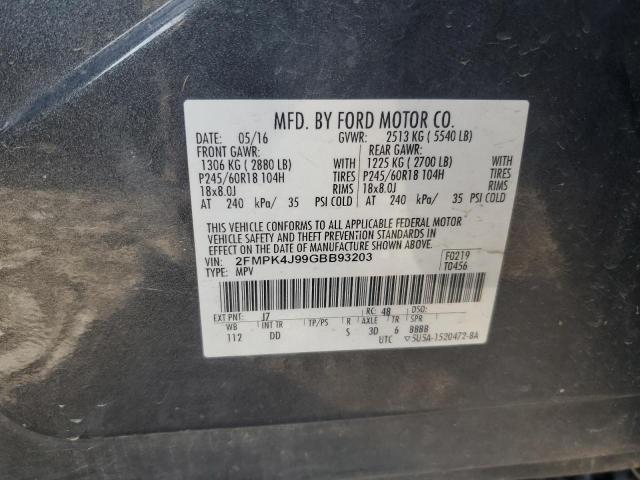 MFD. BY FORD MOTOR CO.
DATE: 05/16 GVWR: 2513 KG ( 5540 LB)
FRONT GAWR: REAR GAWR:
1306 KG ( 2880 LB) WITH 1225 KG ( 2700 LB) WITH
P245/60R18 104H TIRES P245/60R18 104H TIRES
18x8.0J RIMS 18x8.0J RIMS
AT 240 kPa/ 35 PSI COLD AT 240 kPa/ 35 PSI COLD
THIS VEHICLE CONFORMS TO ALL APPLICABLE FEDERAL MOTOR
VEHICLE SAFETY AND THEFT PREVENTION STANDARDS IN
EFFECT ON THE DATE OF MANUFACTURE SHOWN ABOVE.
VIN: 2FMPK4J99GBB93203 F0219
TYPE: MPV T0456
EXT PNT: J7 RC: 48 DSO:
WB INT TR TP/PS R AXLE TR SPR
112 DD S 3D 6 BBBB
UTC ▽5U5A-1520472-BA